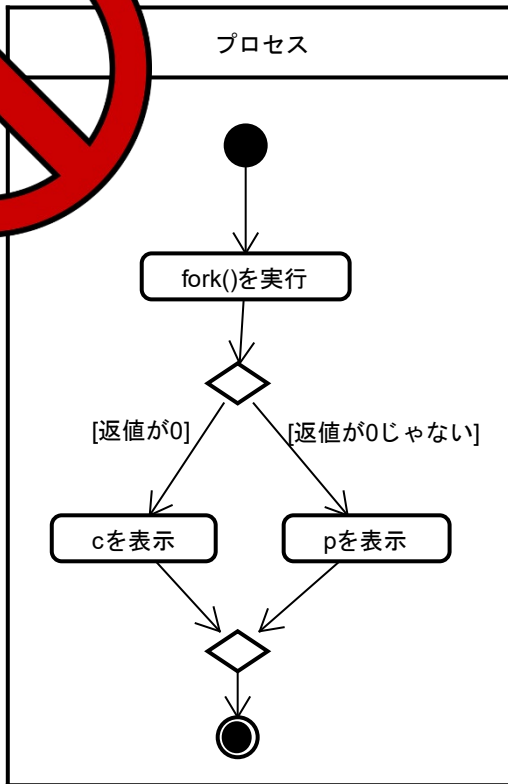 プロセス
fork()を実行
[返値が0]
[返値が0じゃない]
cを表示
pを表示